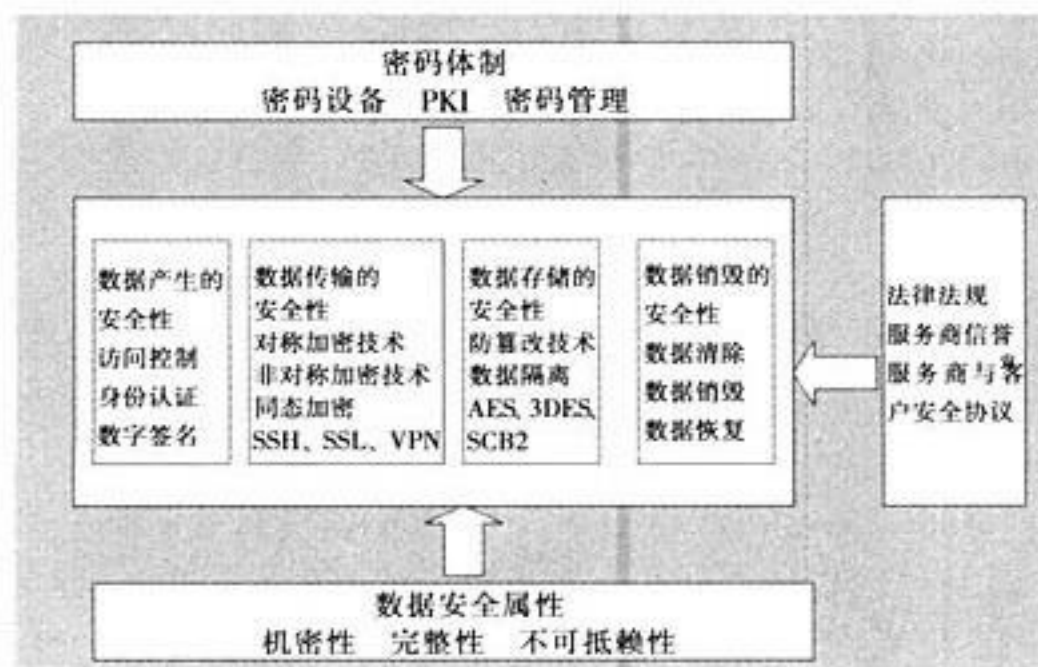 密码体制
密码设备 PKI 密码管理
数据产生的
安全性
访问控制
身份认证
数字签名
数据传输的
安全性
对称加密技术
非对称加密技术
同态加密
SSH、SSL、VPN
数据存储的
安全性
防篡改技术
数据隔离
AES, 3DES,
SCB2
数据销毁的
安全性
数据清除
数据销毁
数据恢复
法律法规
服务商信誉
服务商与客
户安全协议
数据安全属性
机密性 完整性 不可抵赖性